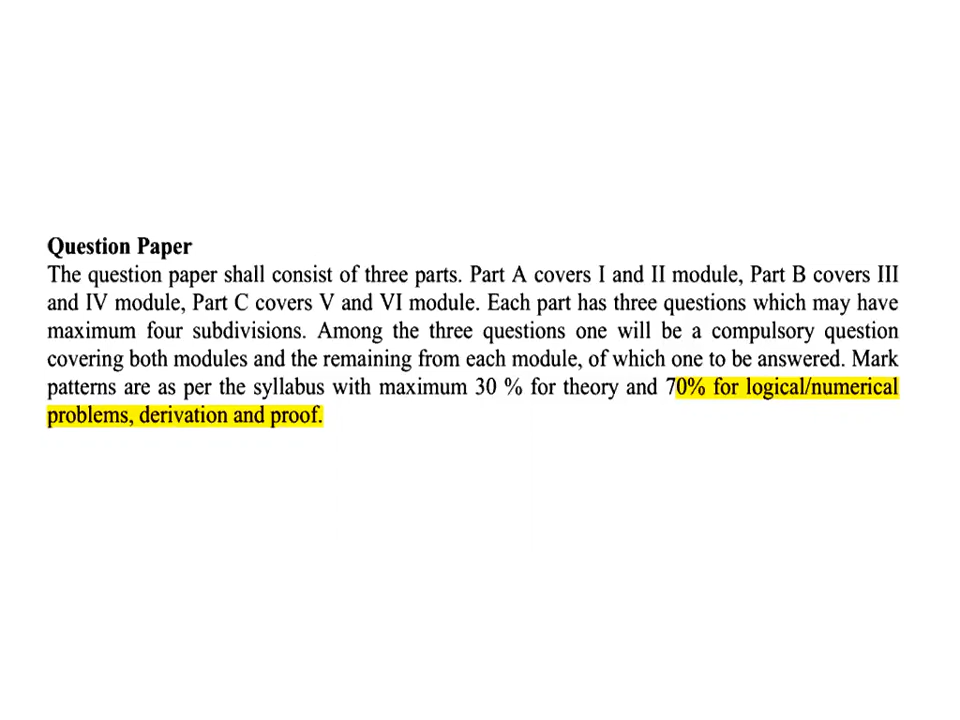 Question Paper
The question paper shall consist of three parts. Part A covers I and II module, Part B covers III
and IV module, Part C covers V and VI module. Each part has three questions which may have
maximum four subdivisions. Among the three questions one will be a compulsory question
covering both modules and the remaining from each module, of which one to be answered. Mark
patterns are as per the syllabus with maximum 30 % for theory and 70% for logical/numerical
problems, derivation and proof.